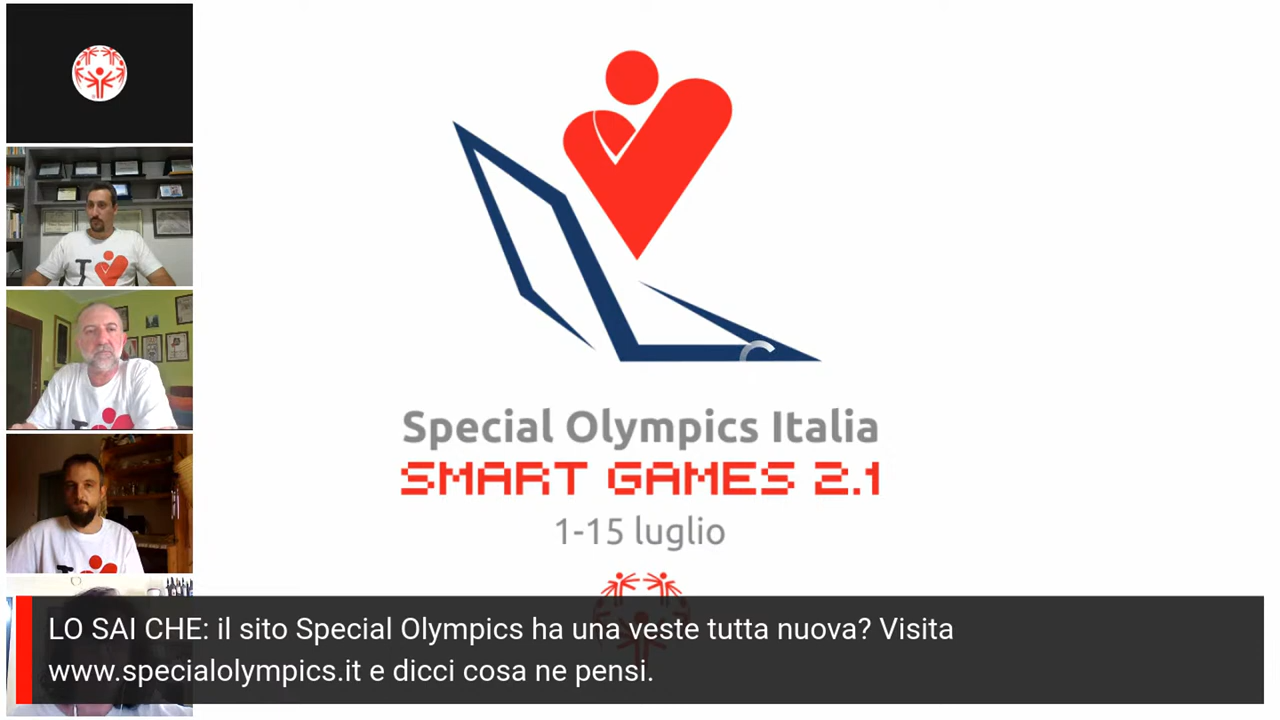 Special Olympics Italia
SMART GAMES 2.1
1-15 luglio
LO SAI CHE: il sito Special Olympics ha una veste tutta nuova? Visita
www.specialolympics.it e dicci cosa ne pensi.
I